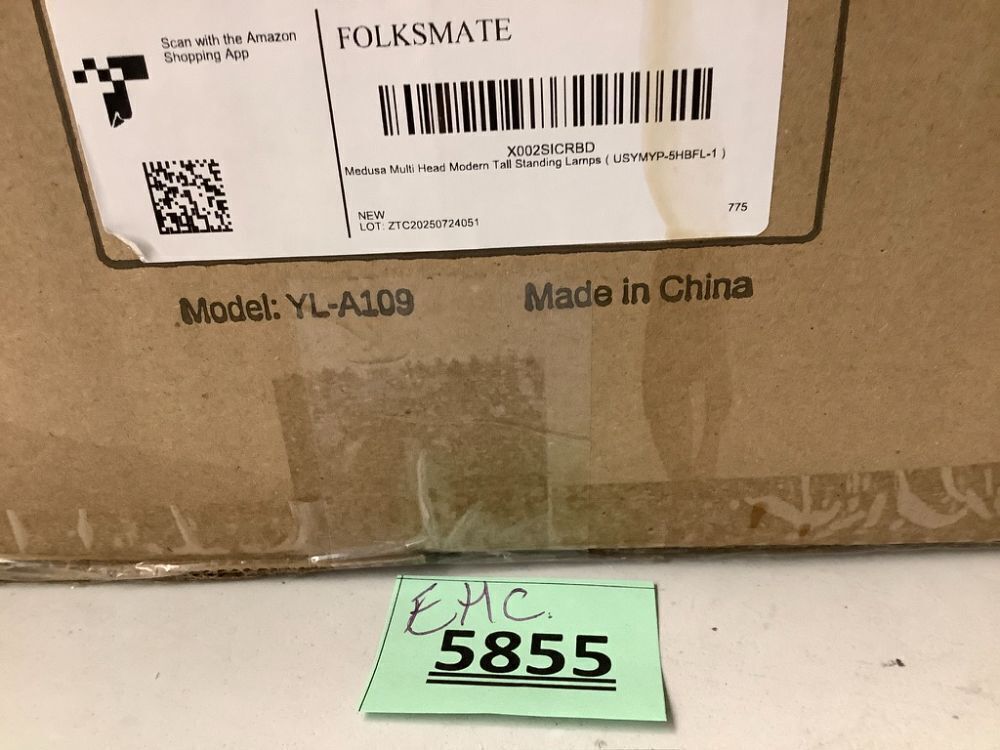 Scan with the Amazon
Shopping App
FOLKSMATE
X002SICRBD
Medusa Multi Head Modern Tall Standing Lamps ( USYMYP-5HBFL-1 )
NEW
LOT: ZTC20250724051
775
Model: YL-A109
Made in China
EHC.
5855